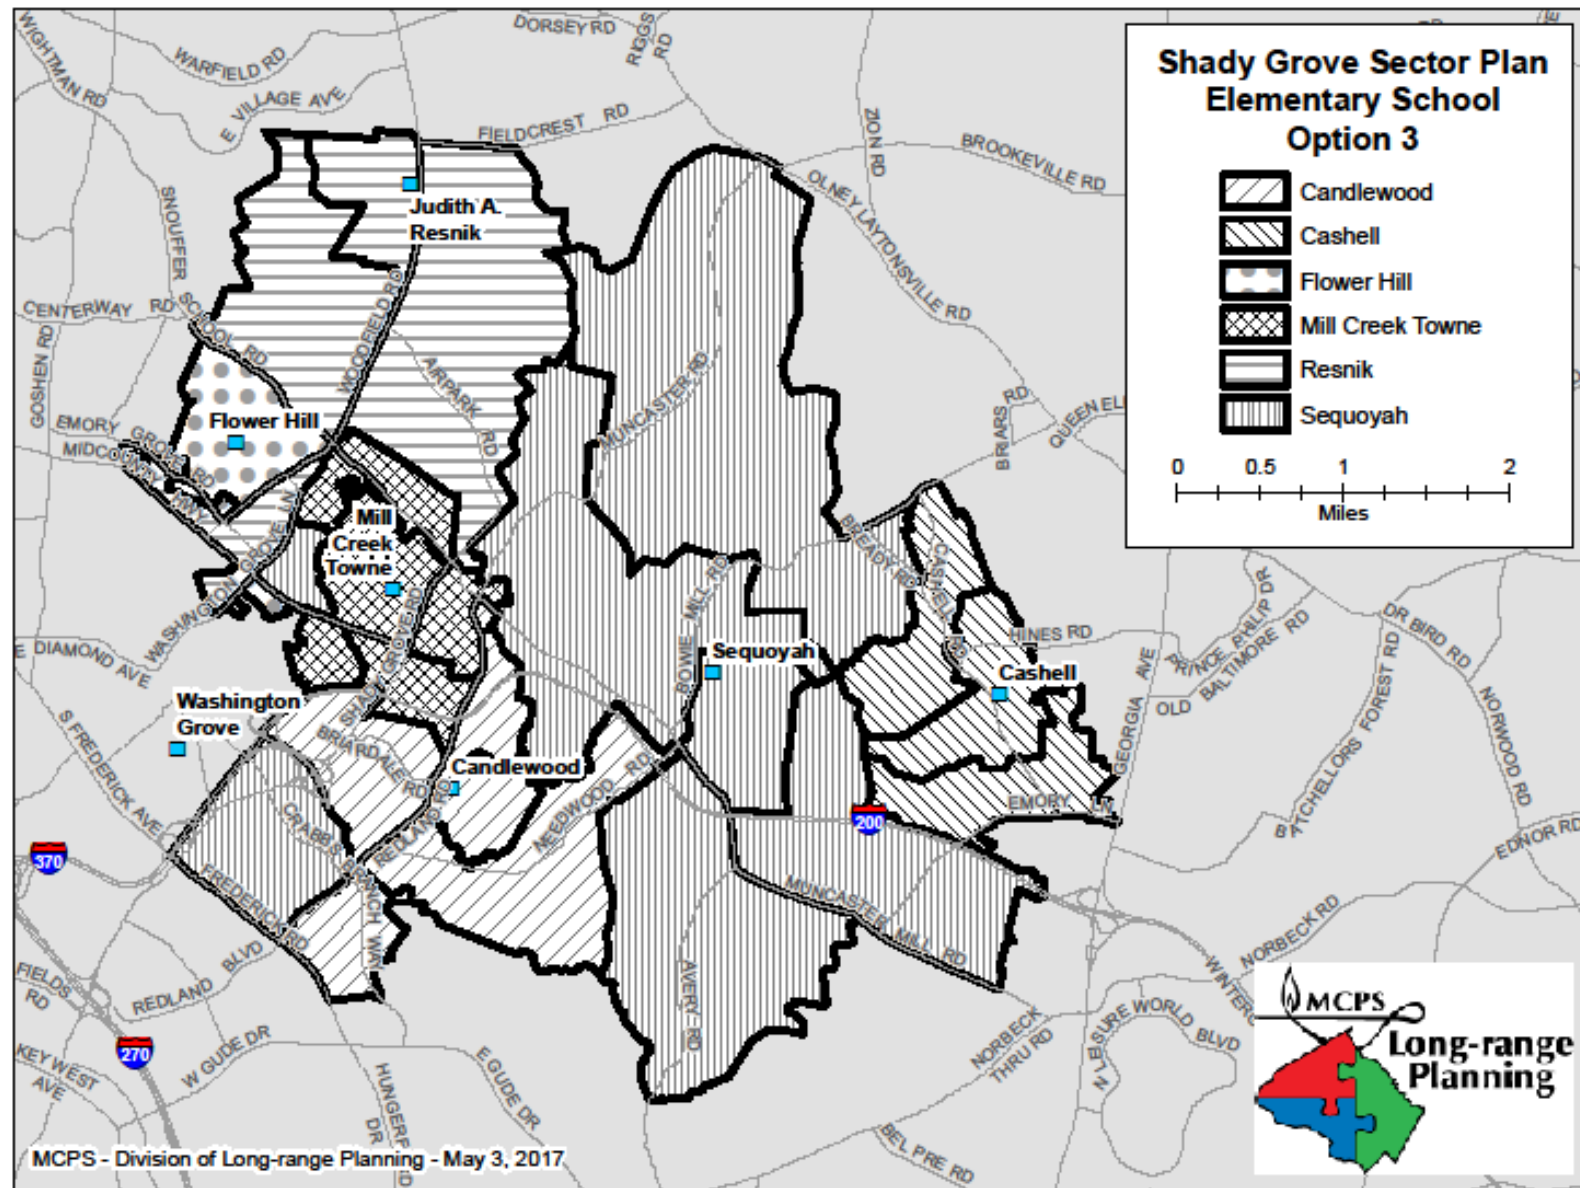 Shady Grove Sector Plan
Elementary School
Option 3
Candlewood
Cashell
Flower Hill
Mill Creek Towne
Resnik
Sequoyah
0 0.5 1 2
Miles
WIGHTMAN RD
WARFIELD RD
E VILLAGE AVE
DORSEY RD
RIGGS RD
FIELDCREST RD
ZION RD
BROOKEVILLE RD
OLNEY LAYTONSVILLE RD
SNOUFFER SCHOOL RD
Judith A.
Resnik
CENTERWAY RD
GOSHEN RD
WOODFIELD RD
AIRPARK RD
MUNCASTER RD
BRIARS RD
Flower Hill
EMORY GROVE RD
MIDCOUNTY HWY
WASHINGTON GROVE LN
Mill
Creek
Towne
BREADY RD
CASHELL RD
BOWIE MILL RD
HINES RD
PRINCE PHILIP DR
OLD BALTIMORE RD
DR BIRD RD
E DIAMOND AVE
SHADY GROVE RD
Sequoyah
Cashell
GEORGIA AVE
BATCHELLORS FOREST RD
NORWOOD RD
Washington
Grove
S FREDERICK AVE
BRIARDALE RD
Candlewood
REDLAND RD
NEEDWOOD RD
EMORY LN
200
370
EDNOR RD
CRABBS BRANCH WAY
FREDERICK RD
MUNCASTER MILL RD
NORBECK RD
REDLAND BLVD
FIELDS
RD
AVERY RD
N LEISURE WORLD BLVD
NORBECK
THRU RD
270
KEY WEST
AVE
W GUDE DR
E GUDE DR
BEL PRE RD
MCPS
Long-range
Planning
MCPS - Division of Long-range Planning - May 3, 2017